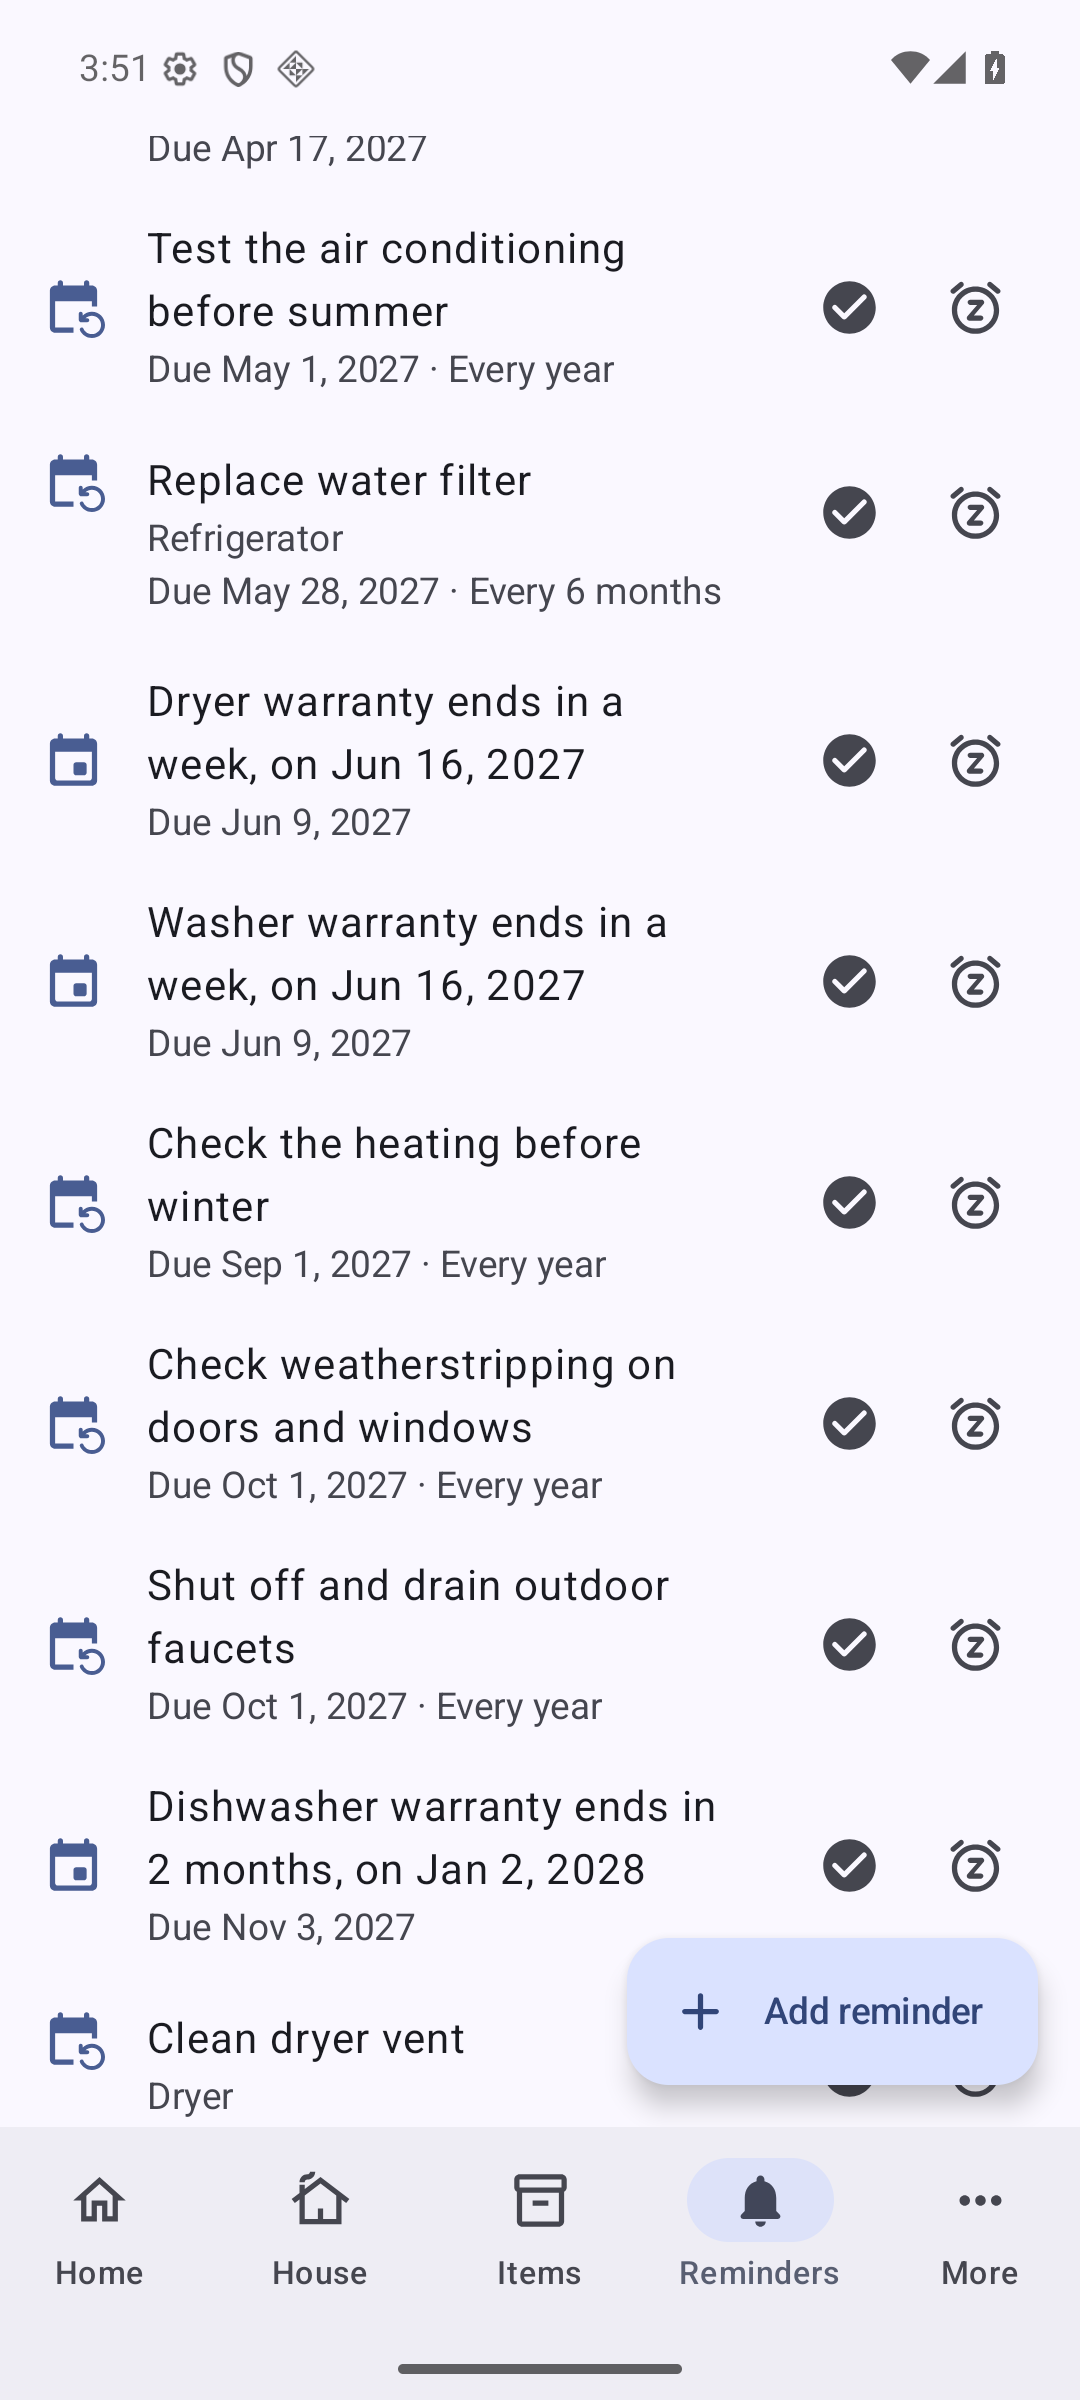 3:51
Due Apr 17, 2027
Test the air conditioning
before summer
Due May 1, 2027 · Every year
Replace water filter
Refrigerator
Due May 28, 2027 · Every 6 months
Dryer warranty ends in a
week, on Jun 16, 2027
Due Jun 9, 2027
Washer warranty ends in a
week, on Jun 16, 2027
Due Jun 9, 2027
Check the heating before
winter
Due Sep 1, 2027 · Every year
Check weatherstripping on
doors and windows
Due Oct 1, 2027 · Every year
Shut off and drain outdoor
faucets
Due Oct 1, 2027 · Every year
Dishwasher warranty ends in
2 months, on Jan 2, 2028
Due Nov 3, 2027
Add reminder
Clean dryer vent
Dryer
Home
House
Items
Reminders
More